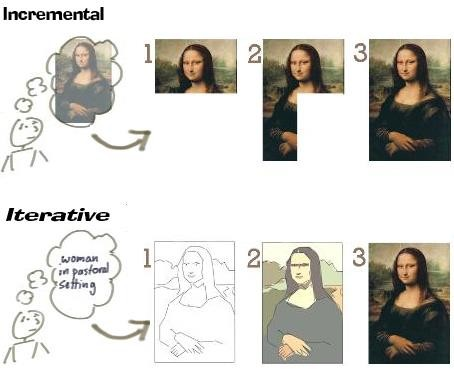 Incremental
1 2 3
Iterative
woman
in pastoral
setting
1 2 3